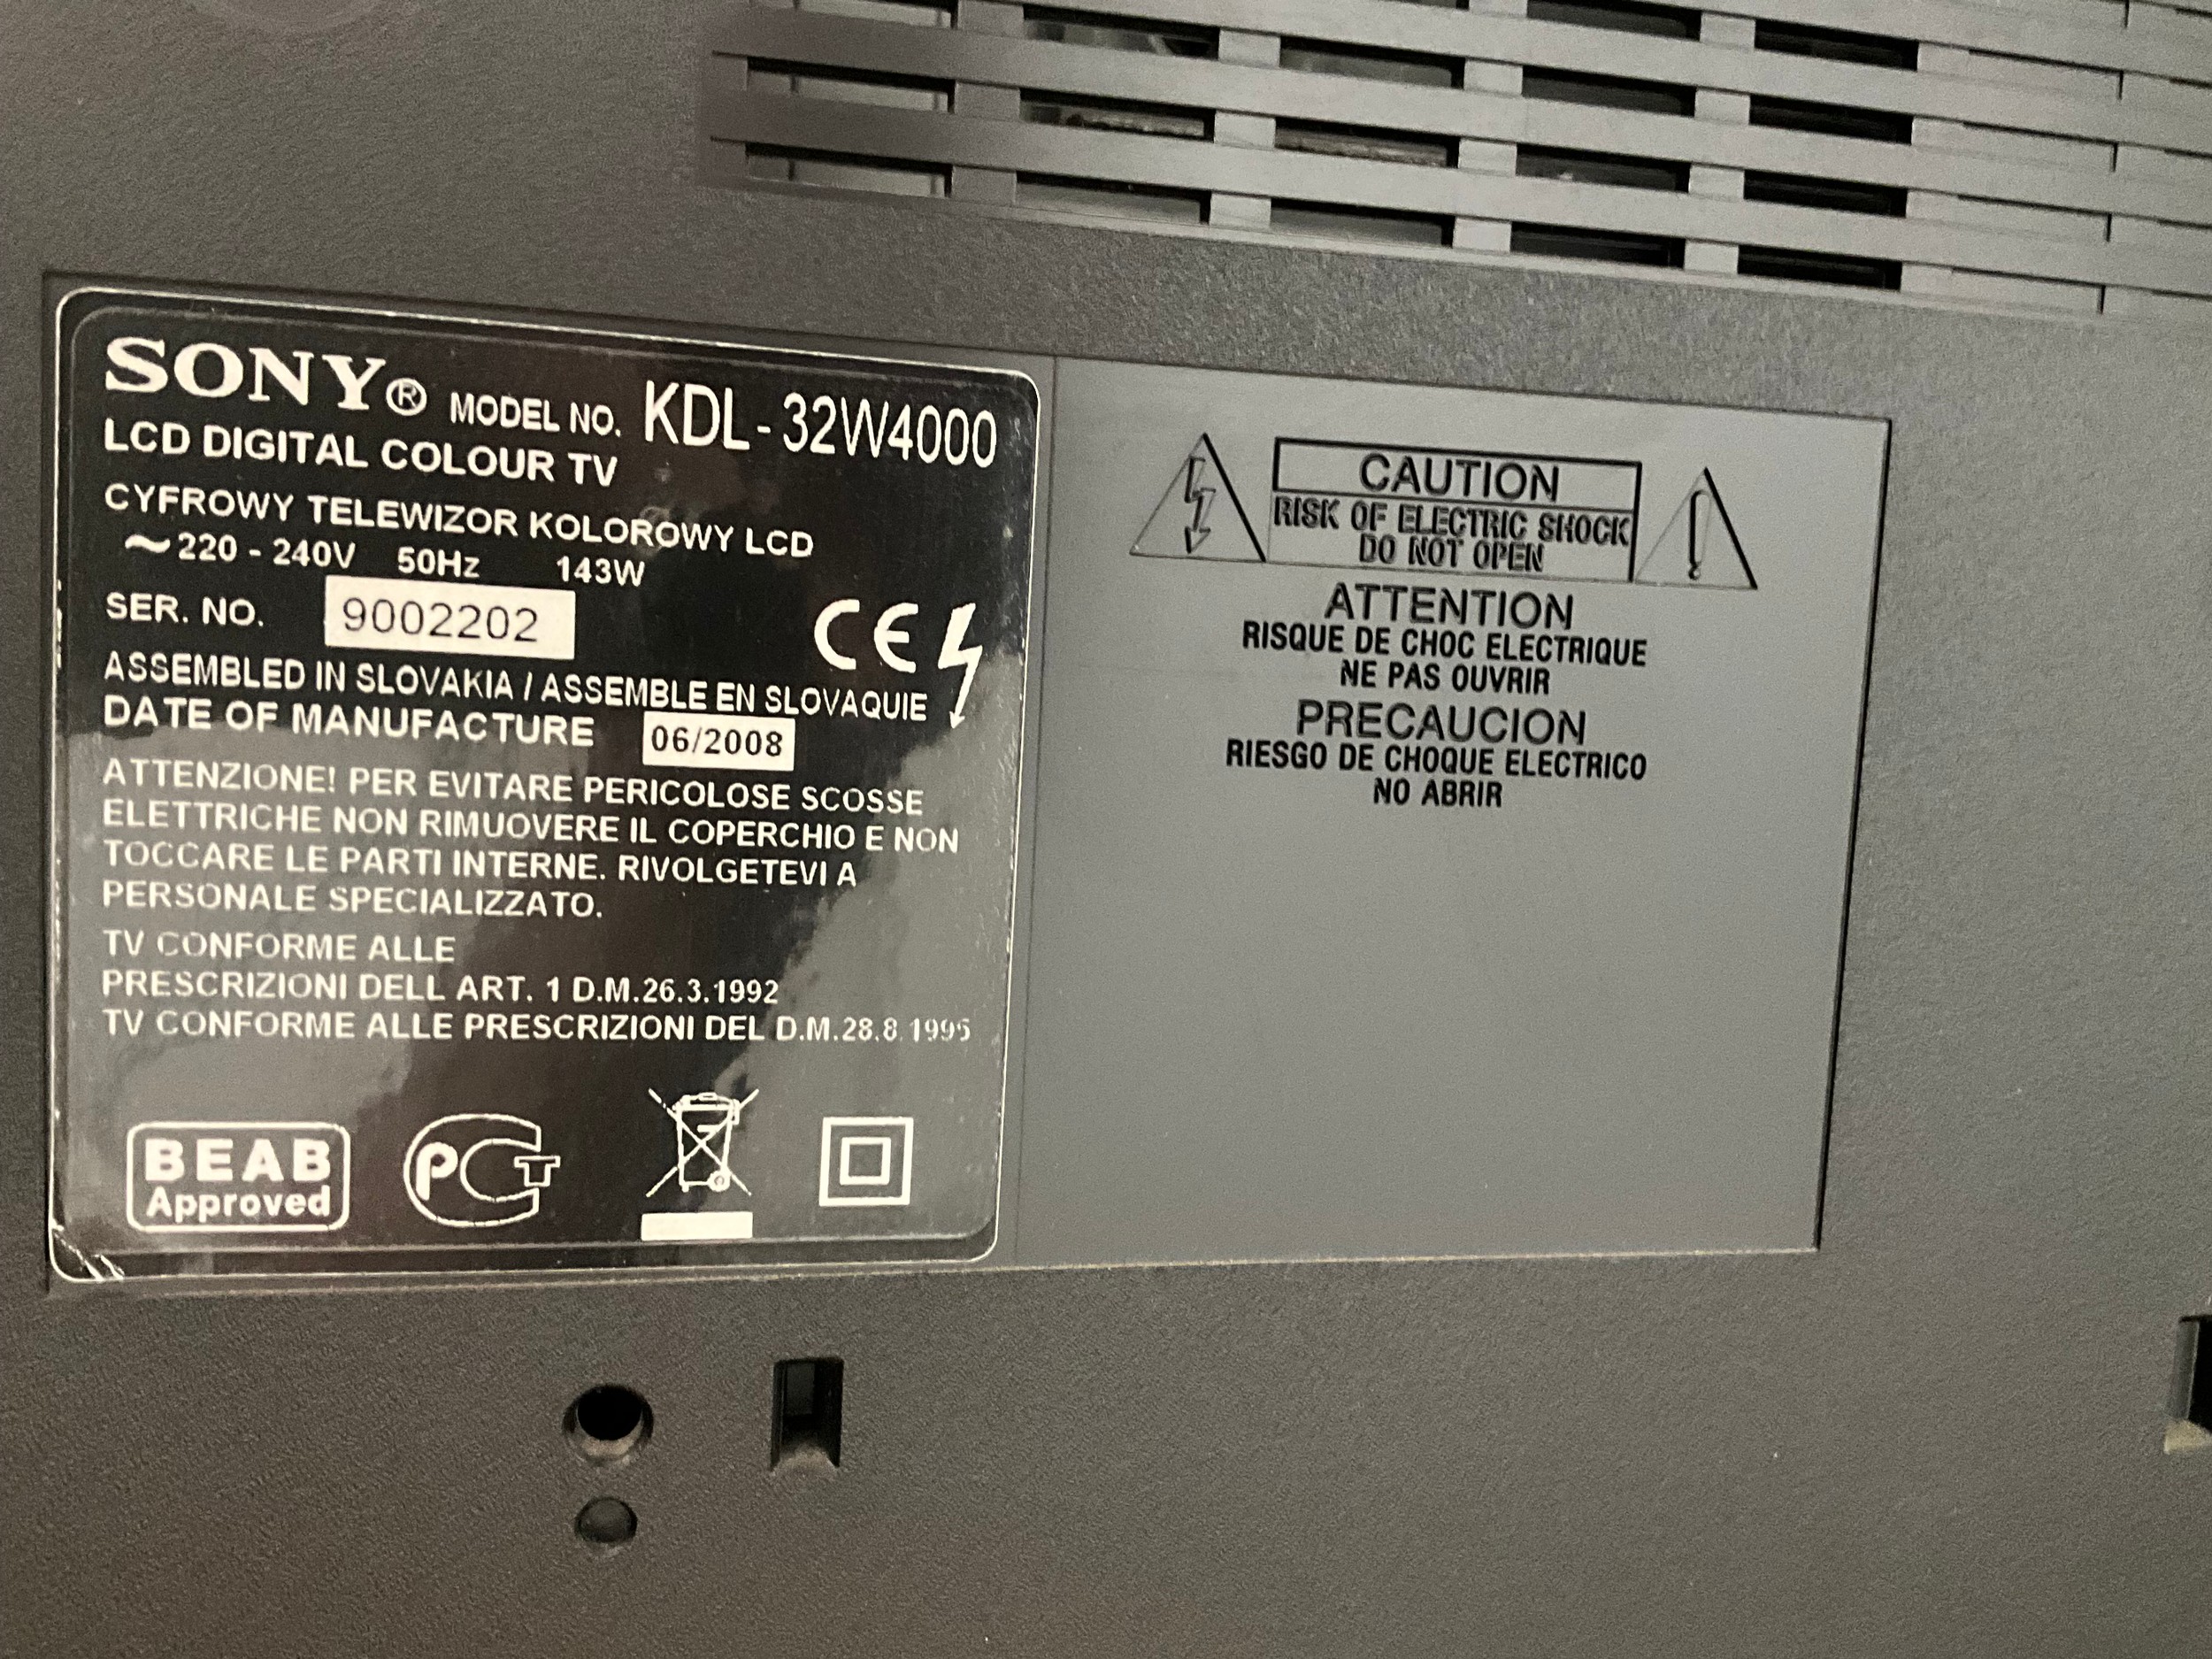 SONY® MODEL NO. KDL-32W4000
LCD DIGITAL COLOUR TV
CYFROWY TELEWIZOR KOLOROWY LCD
~220 - 240V 50Hz 143W
SER. NO. 9002202
CE
ASSEMBLED IN SLOVAKIA / ASSEMBLE EN SLOVAQUIE
DATE OF MANUFACTURE 06/2008
ATTENZIONE! PER EVITARE PERICOLOSE SCOSSE
ELETTRICHE NON RIMUOVERE IL COPERCHIO E NON
TOCCARE LE PARTI INTERNE. RIVOLGETEVI A
PERSONALE SPECIALIZZATO.
TV CONFORME ALLE
PRESCRIZIONI DELL ART. 1 D.M.26.3.1992
TV CONFORME ALLE PRESCRIZIONI DEL D.M.28.8.1995
BEAB
Approved
PCT
CAUTION
RISK OF ELECTRIC SHOCK
DO NOT OPEN
ATTENTION
RISQUE DE CHOC ELECTRIQUE
NE PAS OUVRIR
PRECAUCION
RIESGO DE CHOQUE ELECTRICO
NO ABRIR